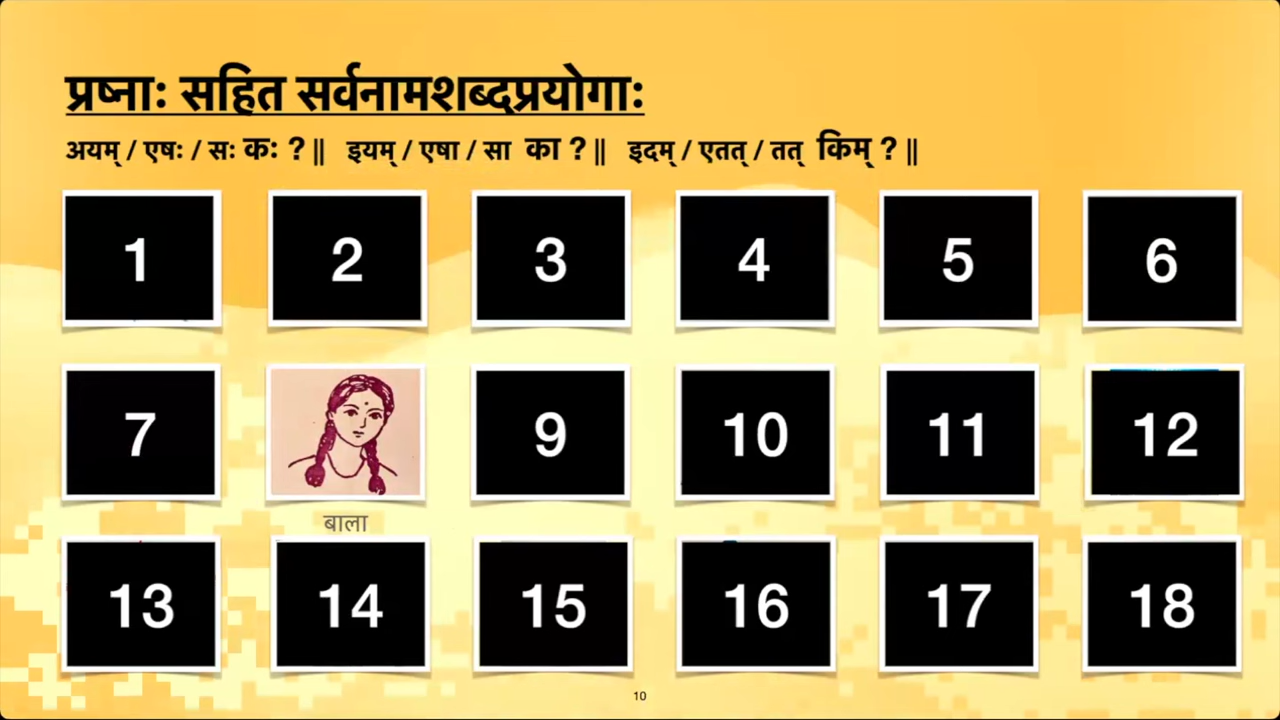 प्रष्नाः सहित सर्वनामशब्दप्रयोगाः
अयम् / एषः / सः कः ? || इयम् / एषा / सा का ? || इदम् / एतत् / तत् किम् ? ||
1 2 3 4 5 6
7 9 10 11 12
बाला
13 14 15 16 17 18
10